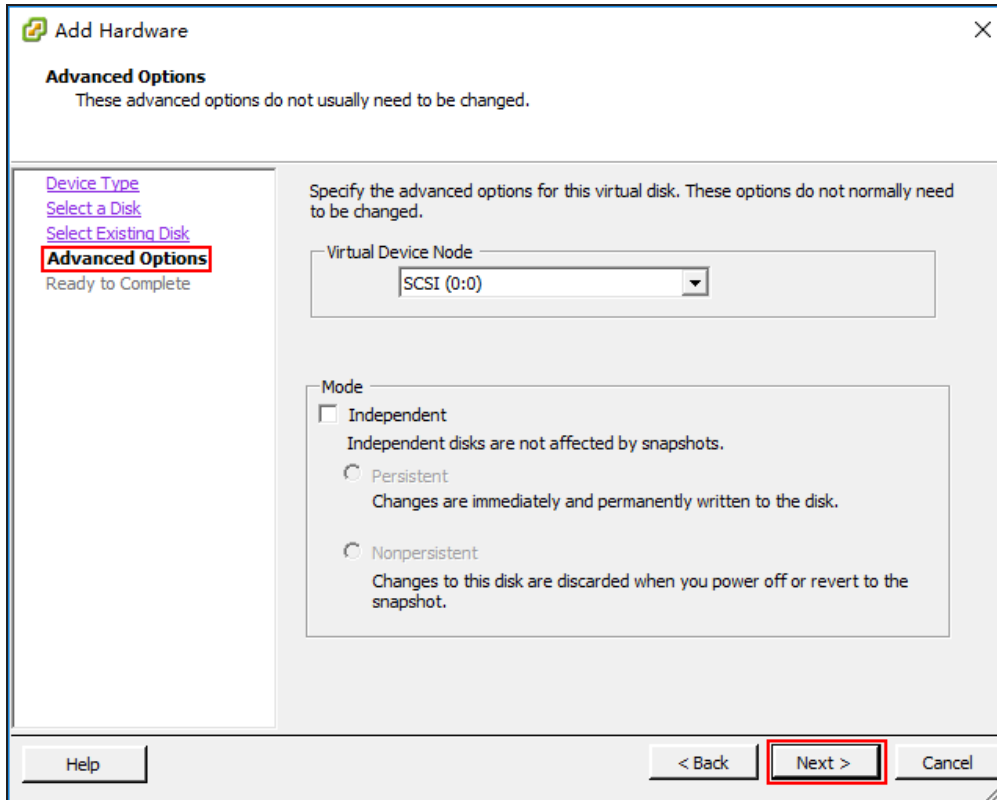 Add Hardware
Advanced Options
These advanced options do not usually need to be changed.
Device Type
Select a Disk
Select Existing Disk
Advanced Options
Ready to Complete
Specify the advanced options for this virtual disk. These options do not normally need
to be changed.
Virtual Device Node
SCSI (0:0)
Mode
Independent
Independent disks are not affected by snapshots.
Persistent
Changes are immediately and permanently written to the disk.
Nonpersistent
Changes to this disk are discarded when you power off or revert to the
snapshot.
Help
< Back
Next >
Cancel